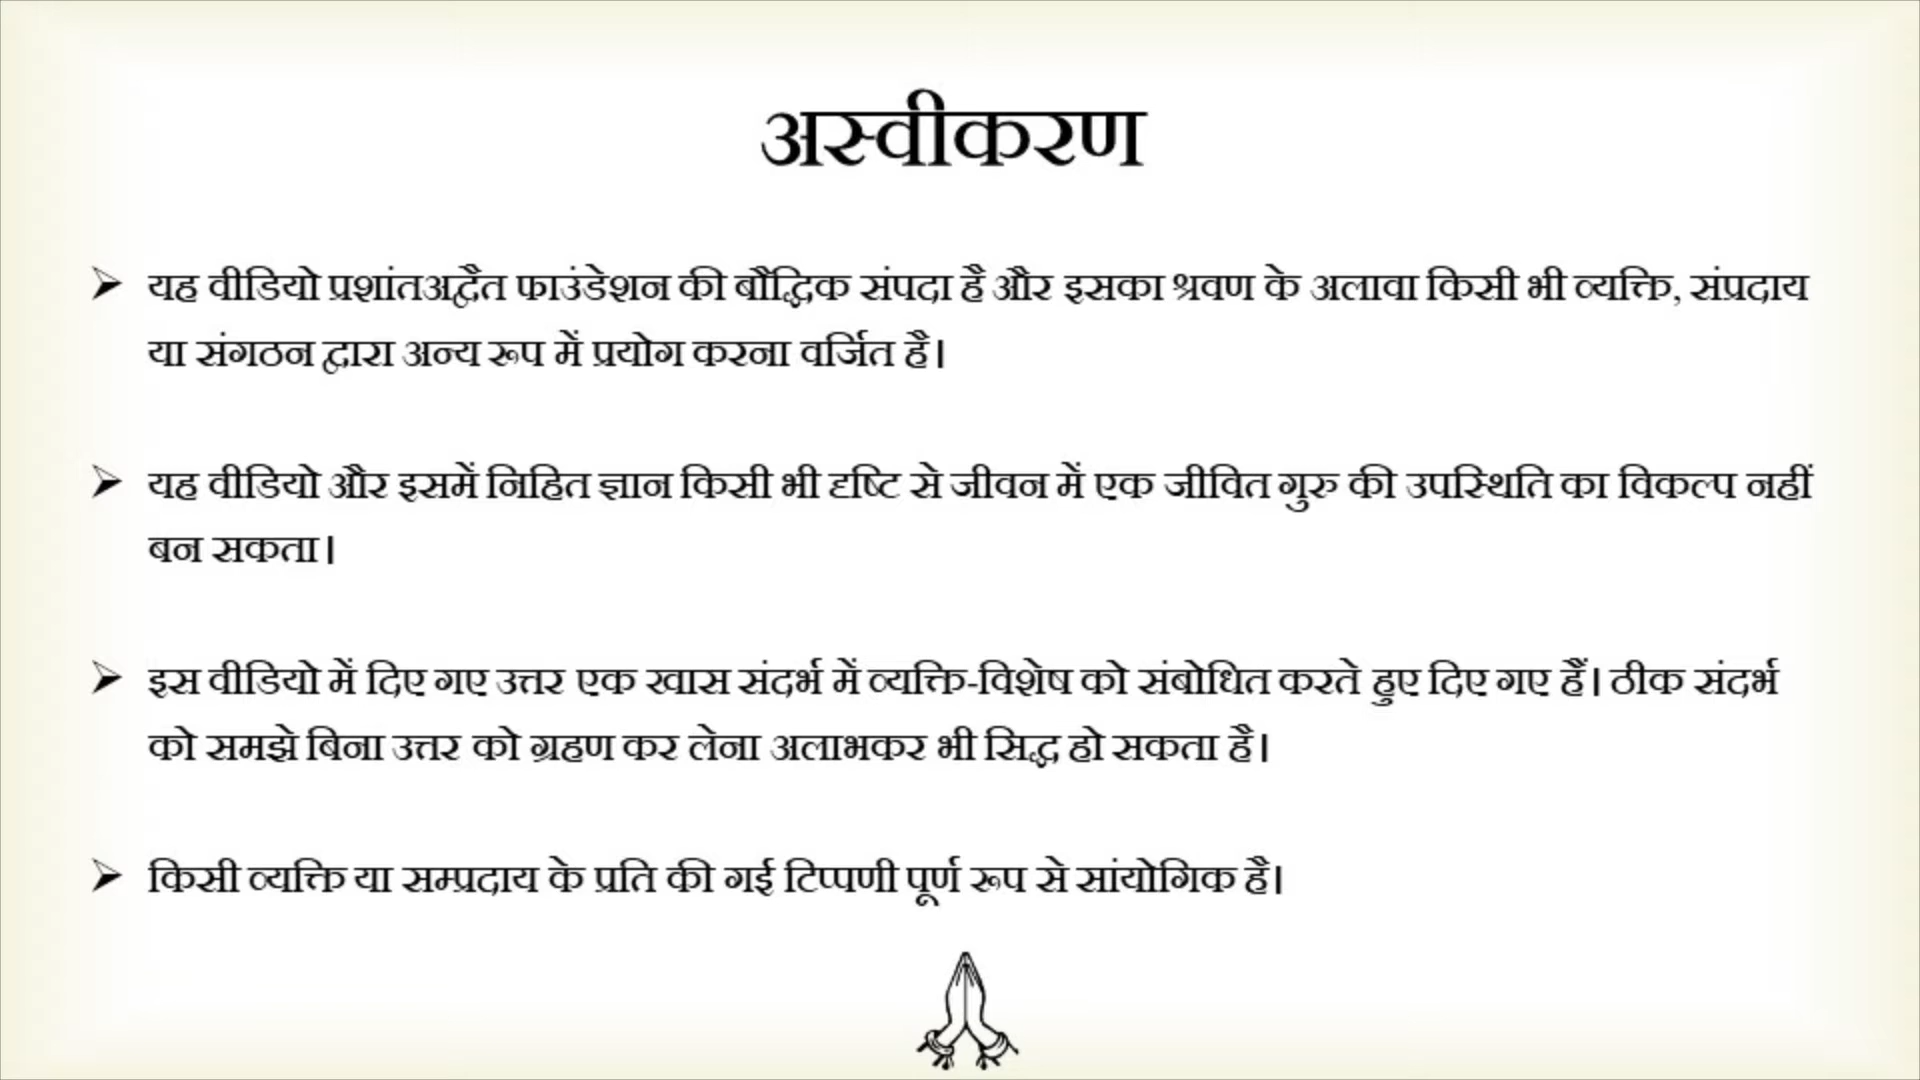 अस्वीकरण
यह वीडियो प्रशांतअद्वैत फाउंडेशन की बौद्धिक संपदा है और इसका श्रवण के अलावा किसी भी व्यक्ति, संप्रदाय
या संगठन द्वारा अन्य रूप में प्रयोग करना वर्जित है।
यह वीडियो और इसमें निहित ज्ञान किसी भी दृष्टि से जीवन में एक जीवित गुरु की उपस्थिति का विकल्प नहीं
बन सकता।
इस वीडियो में दिए गए उत्तर एक खास संदर्भ में व्यक्ति-विशेष को संबोधित करते हुए दिए गए हैं। ठीक संदर्भ
को समझे बिना उत्तर को ग्रहण कर लेना अलाभकर भी सिद्ध हो सकता है।
किसी व्यक्ति या सम्प्रदाय के प्रति की गई टिप्पणी पूर्ण रूप से सांयोगिक है।